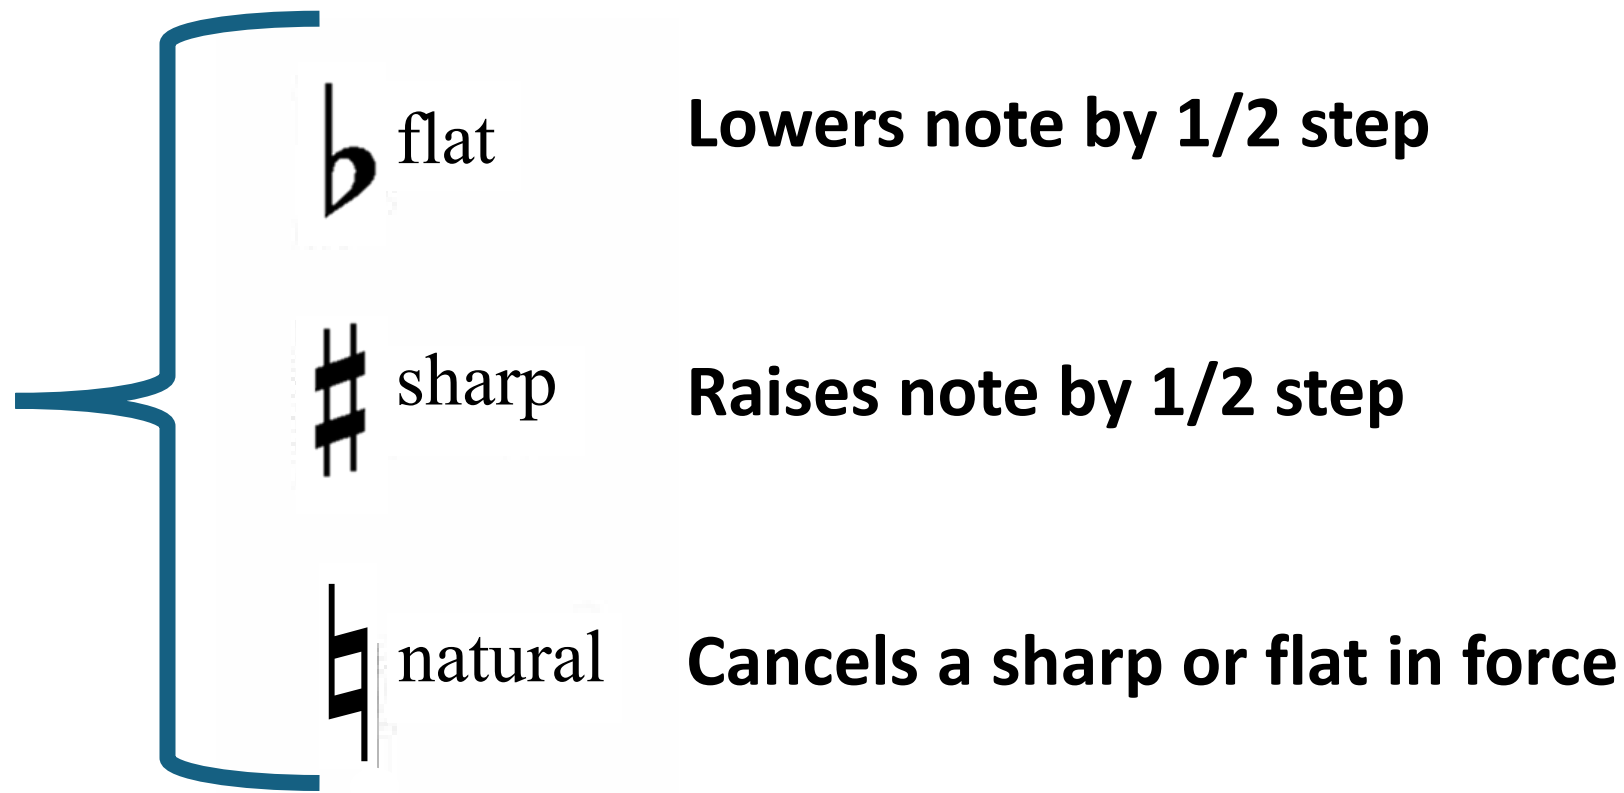 ♭ flat Lowers note by 1/2 step
♯ sharp Raises note by 1/2 step
♮ natural Cancels a sharp or flat in force